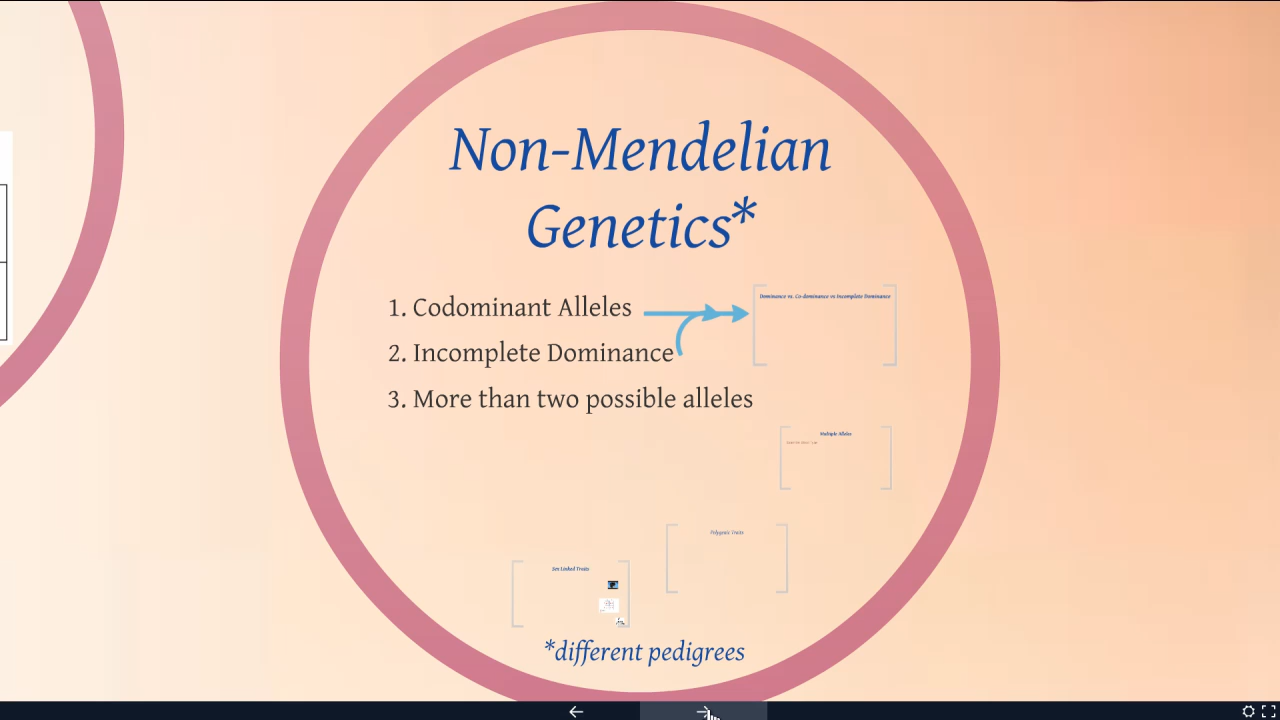 Non-Mendelian
Genetics*
1. Codominant Alleles
Dominance vs. Co-dominance vs Incomplete Dominance
2. Incomplete Dominance
3. More than two possible alleles
Multiple Alleles
Polygenic Traits
Sex Linked Traits
*different pedigrees